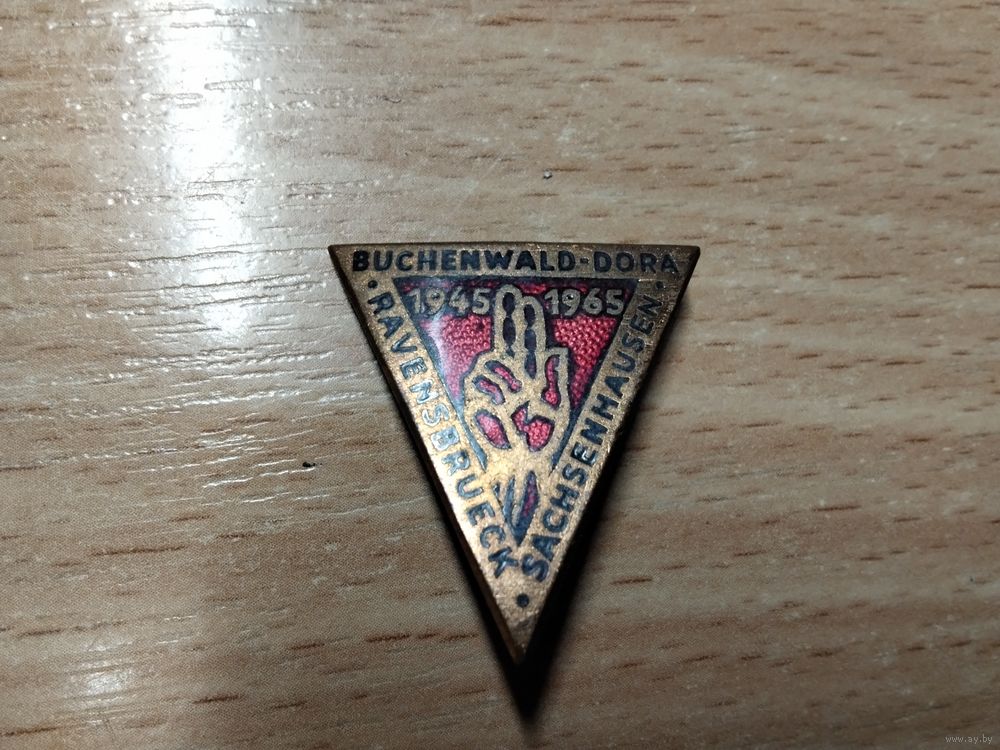 BUCHENWALD-DORA
1945 1965
· RAVENSBRUECK ·
SACHSENHAUSEN ·
www.ay.by